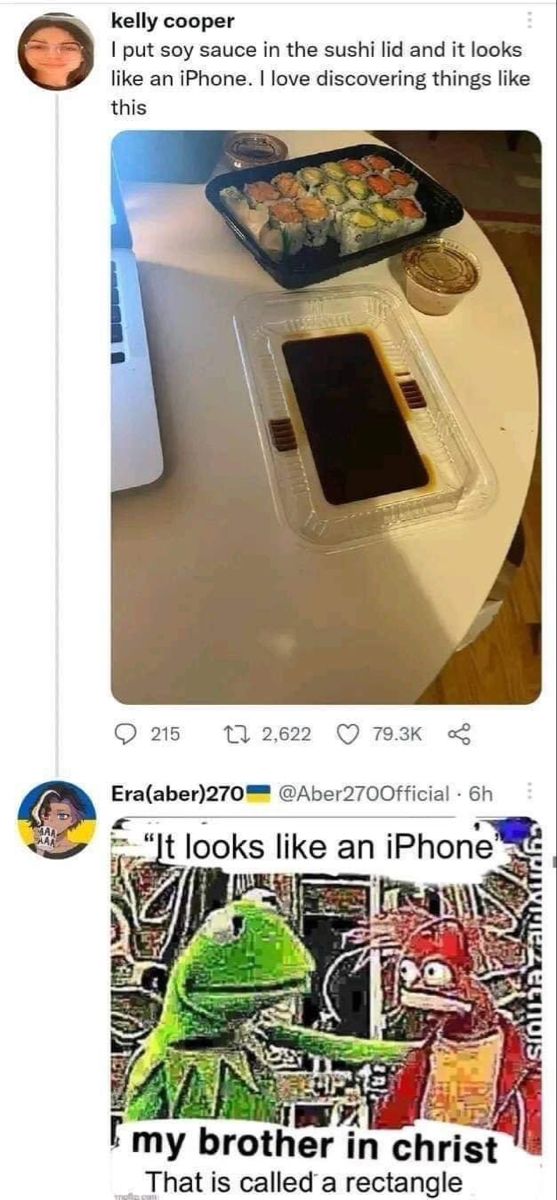 kelly cooper
I put soy sauce in the sushi lid and it looks
like an iPhone. I love discovering things like
this
215 2,622 79.3K
Era(aber)270 @Aber270Official · 6h
"It looks like an iPhone"
my brother in christ
That is called a rectangle